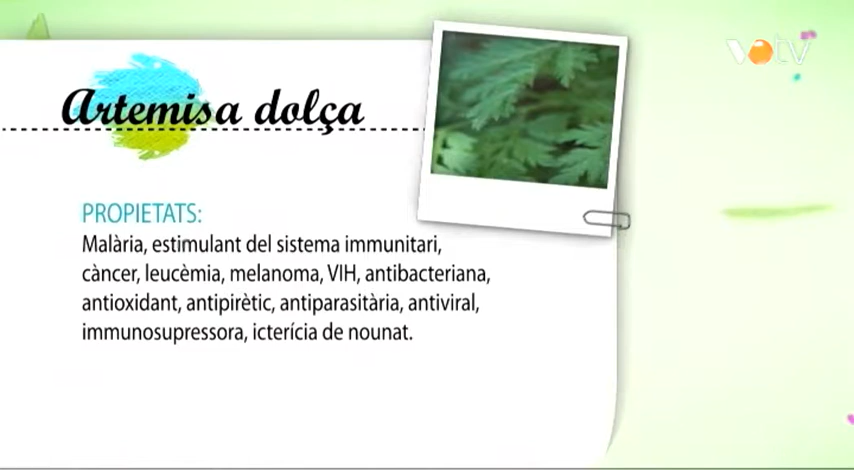 votv
Artemisa dolça
PROPIETATS:
Malària, estimulant del sistema immunitari,
càncer, leucèmia, melanoma, VIH, antibacteriana,
antioxidant, antipirètic, antiparasitària, antiviral,
immunosupressora, icterícia de nounat.